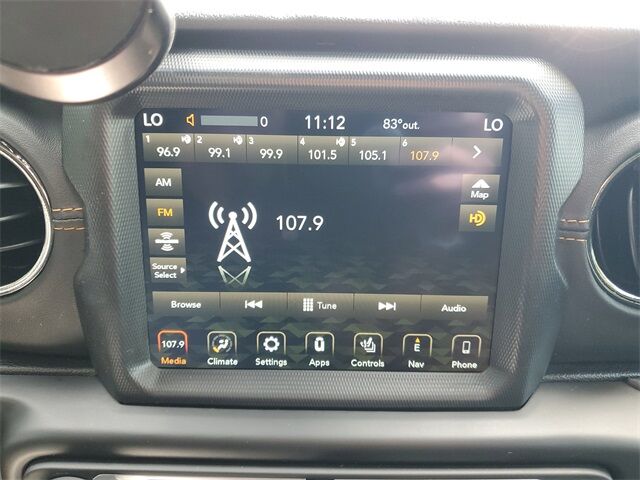 LO 0 11:12 83°out. LO
1 2 3 4 5 6
96.9 99.1 99.9 101.5 105.1 107.9
AM
Map
FM
HD
107.9
Source
Select
Browse Tune Audio
107.9 E
Media Climate Settings Apps Controls Nav Phone